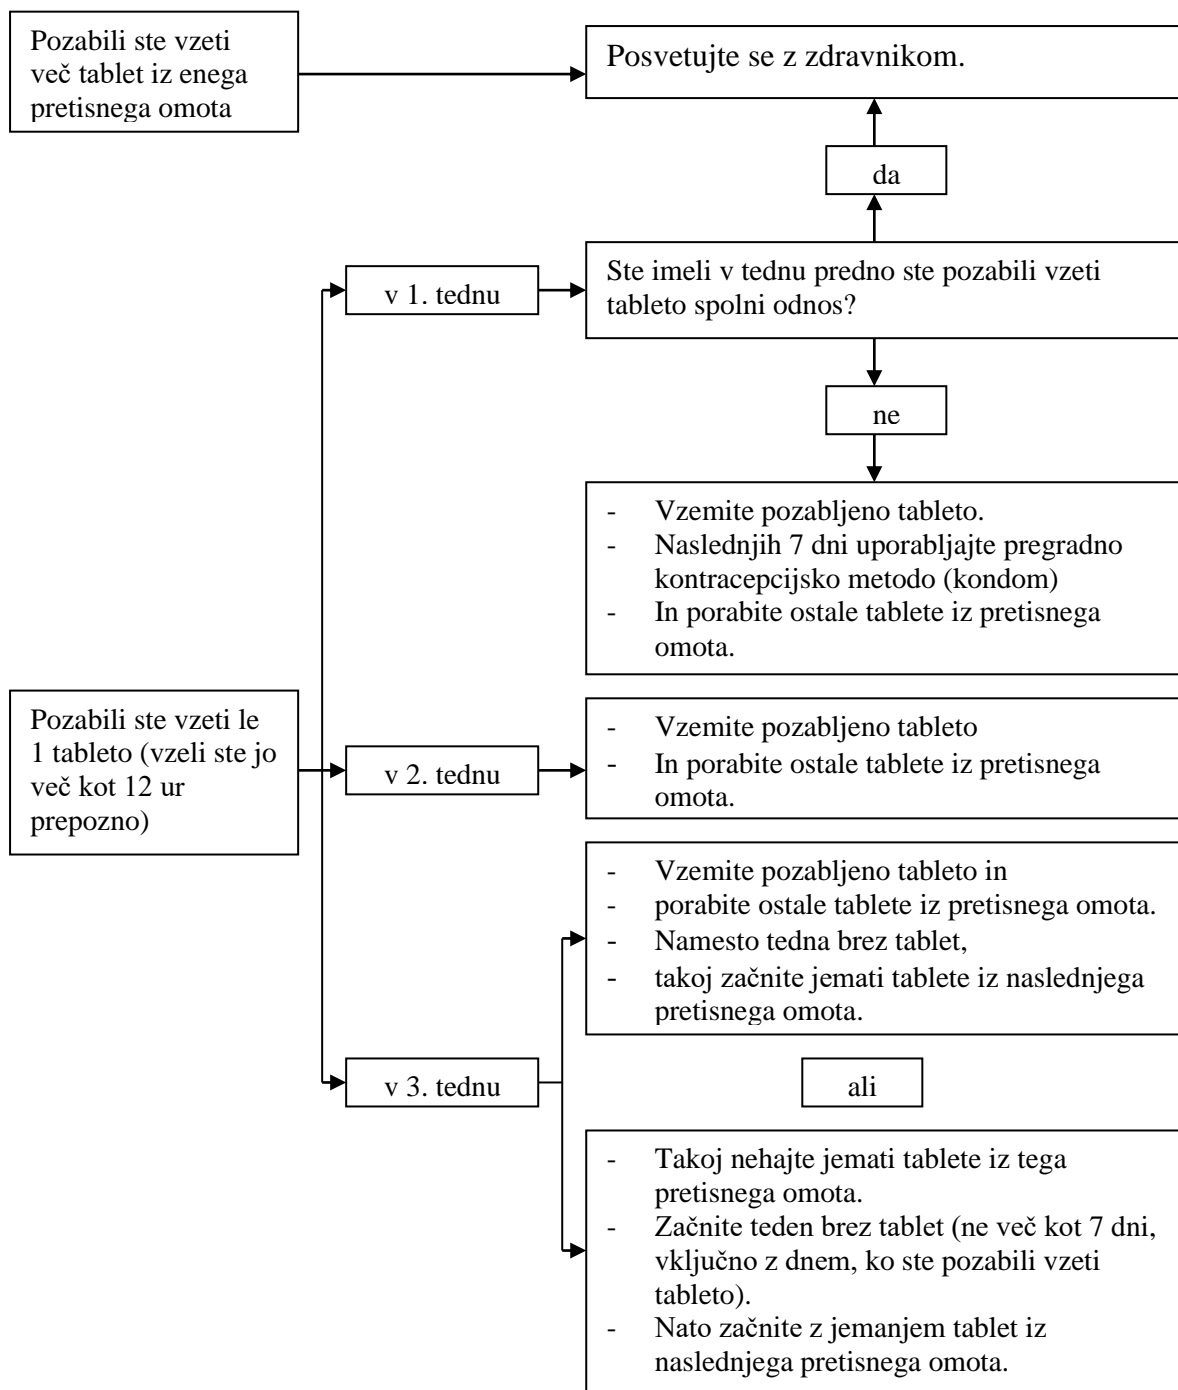 Pozabili ste vzeti
več tablet iz enega
pretisnega omota
Posvetujte se z zdravnikom.
da
Ste imeli v tednu predno ste pozabili vzeti
tableto spolni odnos?
v 1. tednu
ne
- Vzemite pozabljeno tableto.
- Naslednjih 7 dni uporabljajte pregradno
kontracepcijsko metodo (kondom)
- In porabite ostale tablete iz pretisnega
omota.
Pozabili ste vzeti le
1 tableto (vzeli ste jo
več kot 12 ur
prepozno)
v 2. tednu
- Vzemite pozabljeno tableto
- In porabite ostale tablete iz pretisnega
omota.
- Vzemite pozabljeno tableto in
- porabite ostale tablete iz pretisnega omota.
- Namesto tedna brez tablet,
- takoj začnite jemati tablete iz naslednjega
pretisnega omota.
v 3. tednu
ali
- Takoj nehajte jemati tablete iz tega
pretisnega omota.
- Začnite teden brez tablet (ne več kot 7 dni,
vključno z dnem, ko ste pozabili vzeti
tableto).
- Nato začnite z jemanjem tablet iz
naslednjega pretisnega omota.